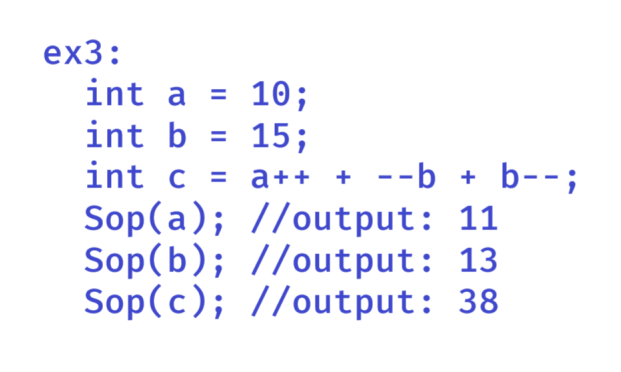 ex3:
int a = 10;
int b = 15;
int c = a++ + --b + b--;
Sop(a); //output: 11
Sop(b); //output: 13
Sop(c); //output: 38